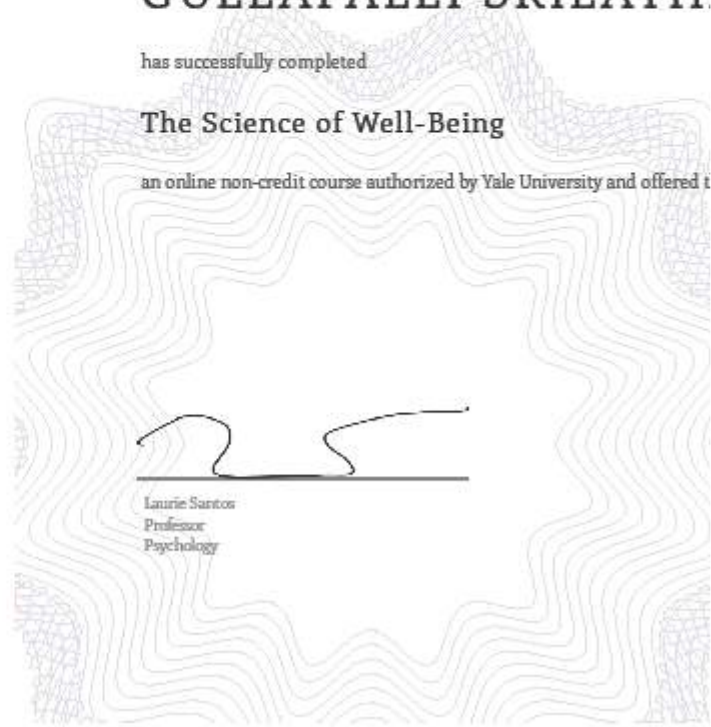 has successfully completed
The Science of Well-Being
an online non-credit course authorized by Yale University and offered
Laurie Santos
Professor
Psychology